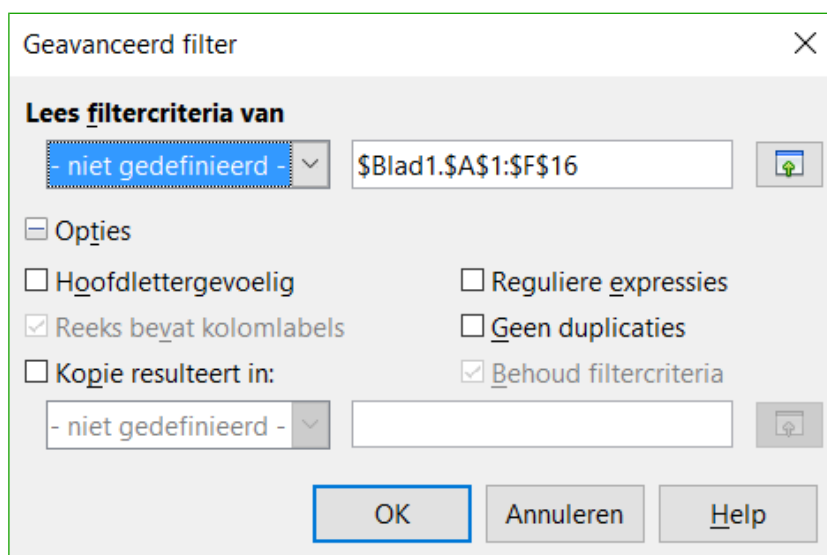 Geavanceerd filter
Lees filtercriteria van
- niet gedefinieerd - $Blad1.$A$1:$F$16
Opties
Hoofdlettergevoelig Reguliere expressies
Reeks bevat kolomlabels Geen duplicaties
Kopie resulteert in: Behoud filtercriteria
- niet gedefinieerd -
OK Annuleren Help